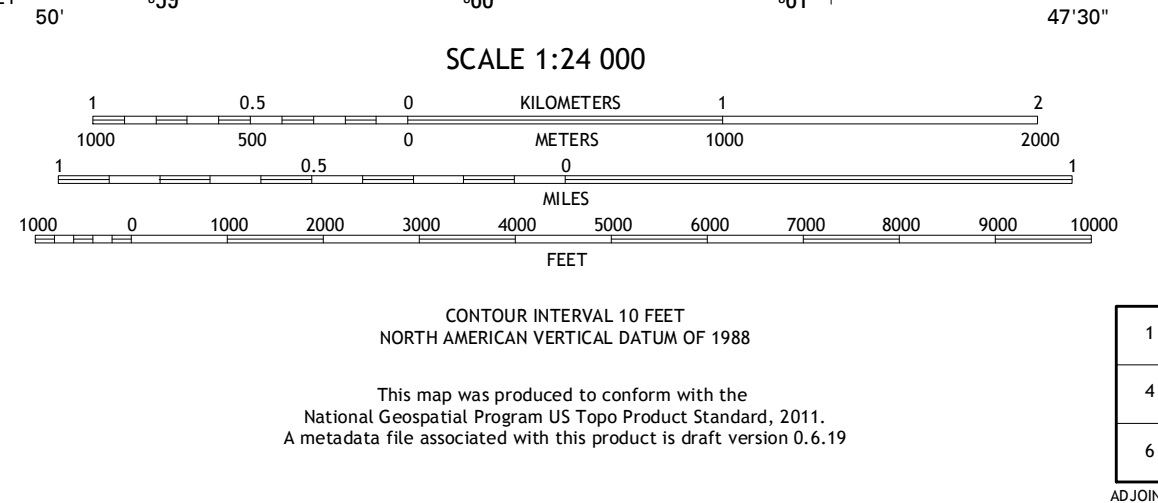 50' 47'30"
SCALE 1:24 000
1 0.5 0 KILOMETERS 1 2
1000 500 0 METERS 1000 2000
1 0.5 0 1
MILES
1000 0 1000 2000 3000 4000 5000 6000 7000 8000 9000 10000
FEET
CONTOUR INTERVAL 10 FEET
NORTH AMERICAN VERTICAL DATUM OF 1988
This map was produced to conform with the
National Geospatial Program US Topo Product Standard, 2011.
A metadata file associated with this product is draft version 0.6.19
1
4
6
ADJOIN